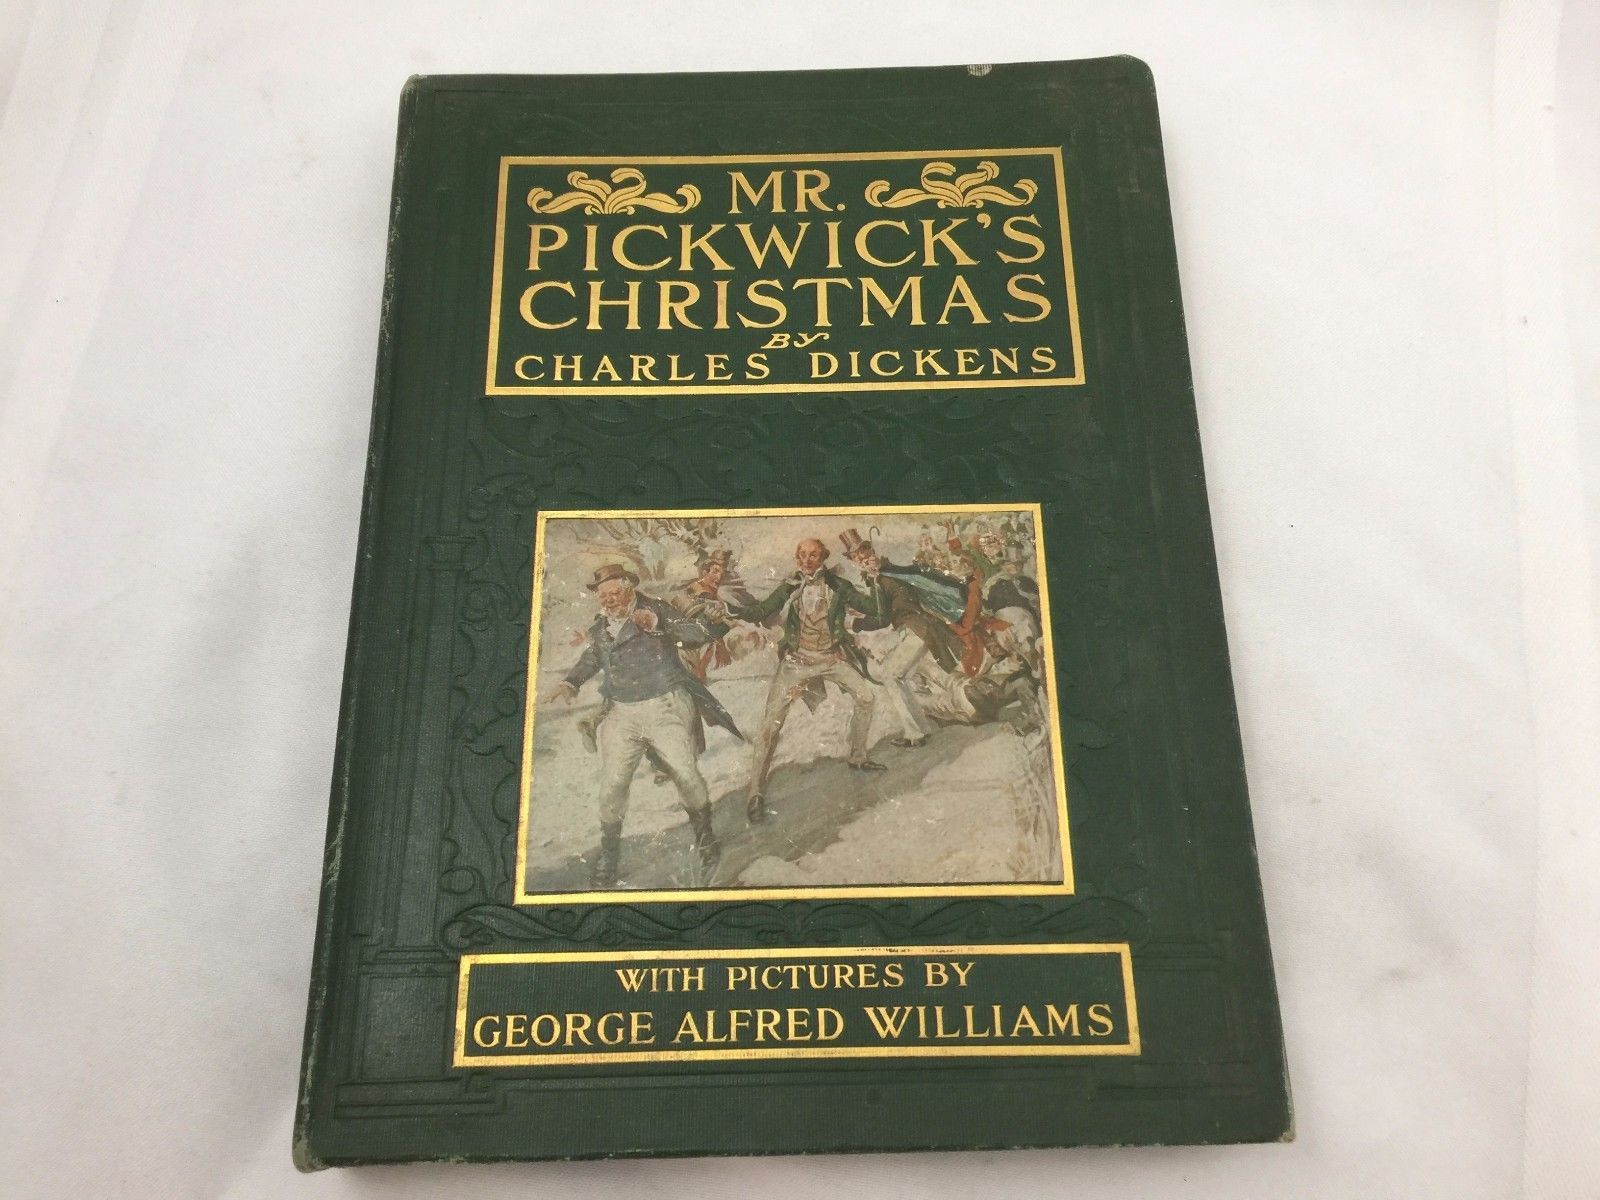 MR.
PICKWICK'S
CHRISTMAS
BY
CHARLES DICKENS
WITH PICTURES BY
GEORGE ALFRED WILLIAMS